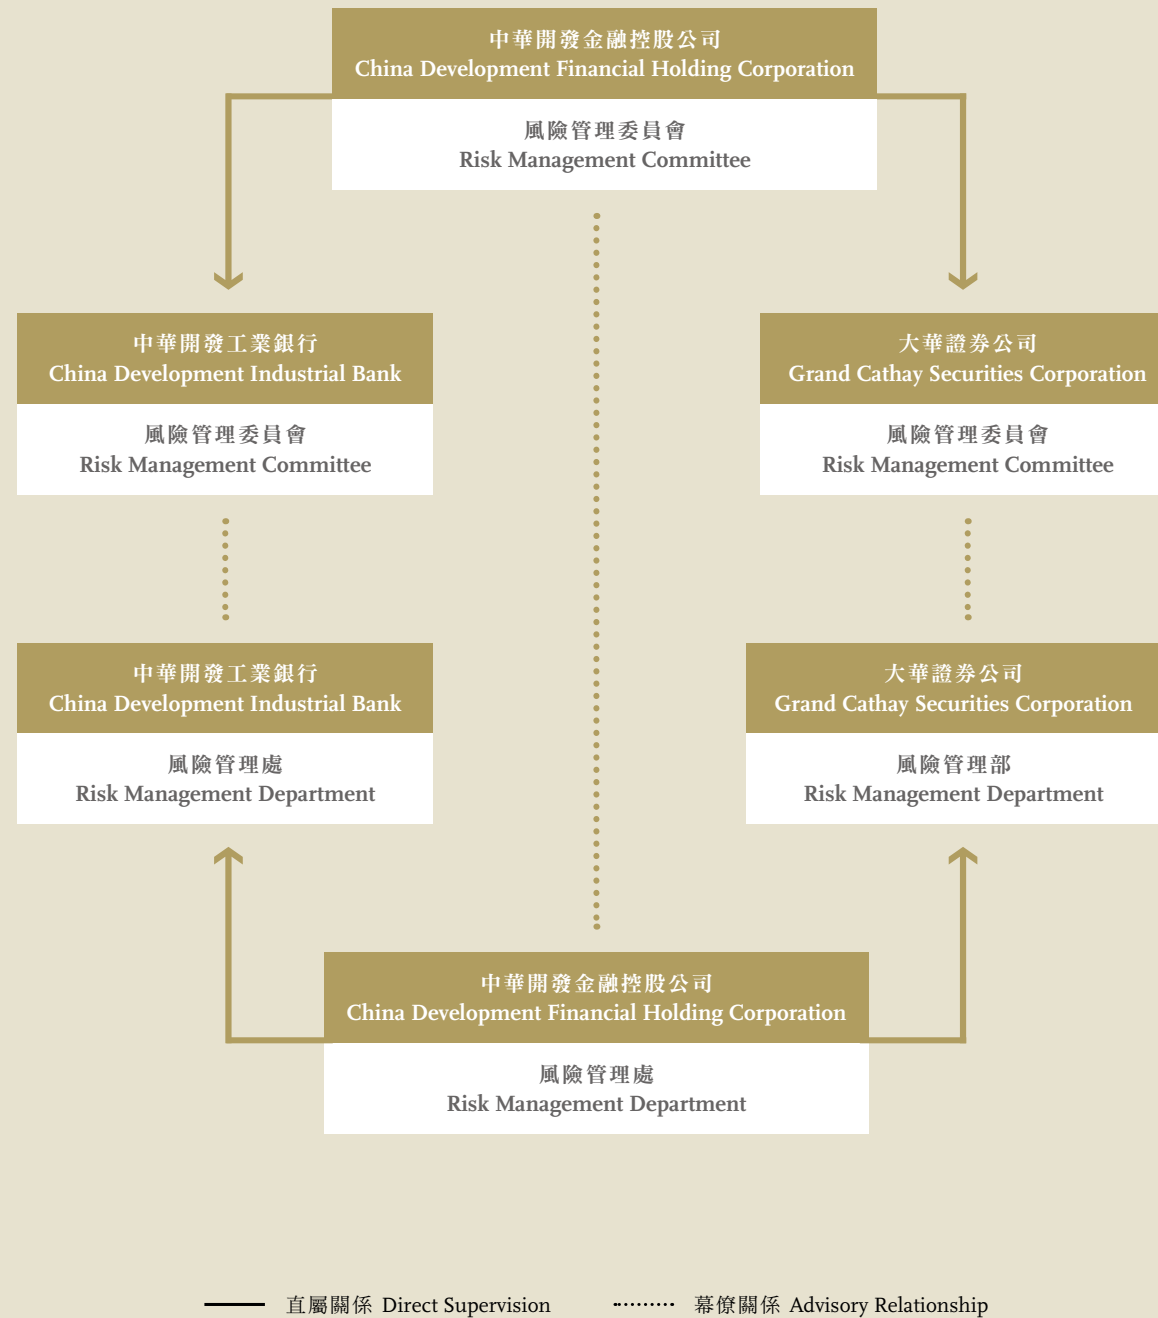 中華開發金融控股公司
China Development Financial Holding Corporation
風險管理委員會
Risk Management Committee
中華開發工業銀行
China Development Industrial Bank
風險管理委員會
Risk Management Committee
大華證券公司
Grand Cathay Securities Corporation
風險管理委員會
Risk Management Committee
中華開發工業銀行
China Development Industrial Bank
風險管理處
Risk Management Department
大華證券公司
Grand Cathay Securities Corporation
風險管理部
Risk Management Department
中華開發金融控股公司
China Development Financial Holding Corporation
風險管理處
Risk Management Department
直屬關係 Direct Supervision
幕僚關係 Advisory Relationship